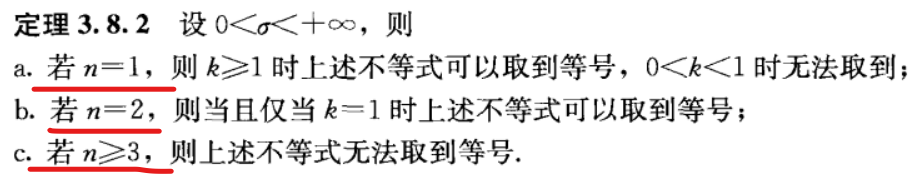 定理 3.8.2 设 0<σ<+∞，则
a. 若 n=1，则 k⩾1 时上述不等式可以取到等号，0<k<1 时无法取到；
b. 若 n=2，则当且仅当 k=1 时上述不等式可以取到等号；
c. 若 n⩾3，则上述不等式无法取到等号.